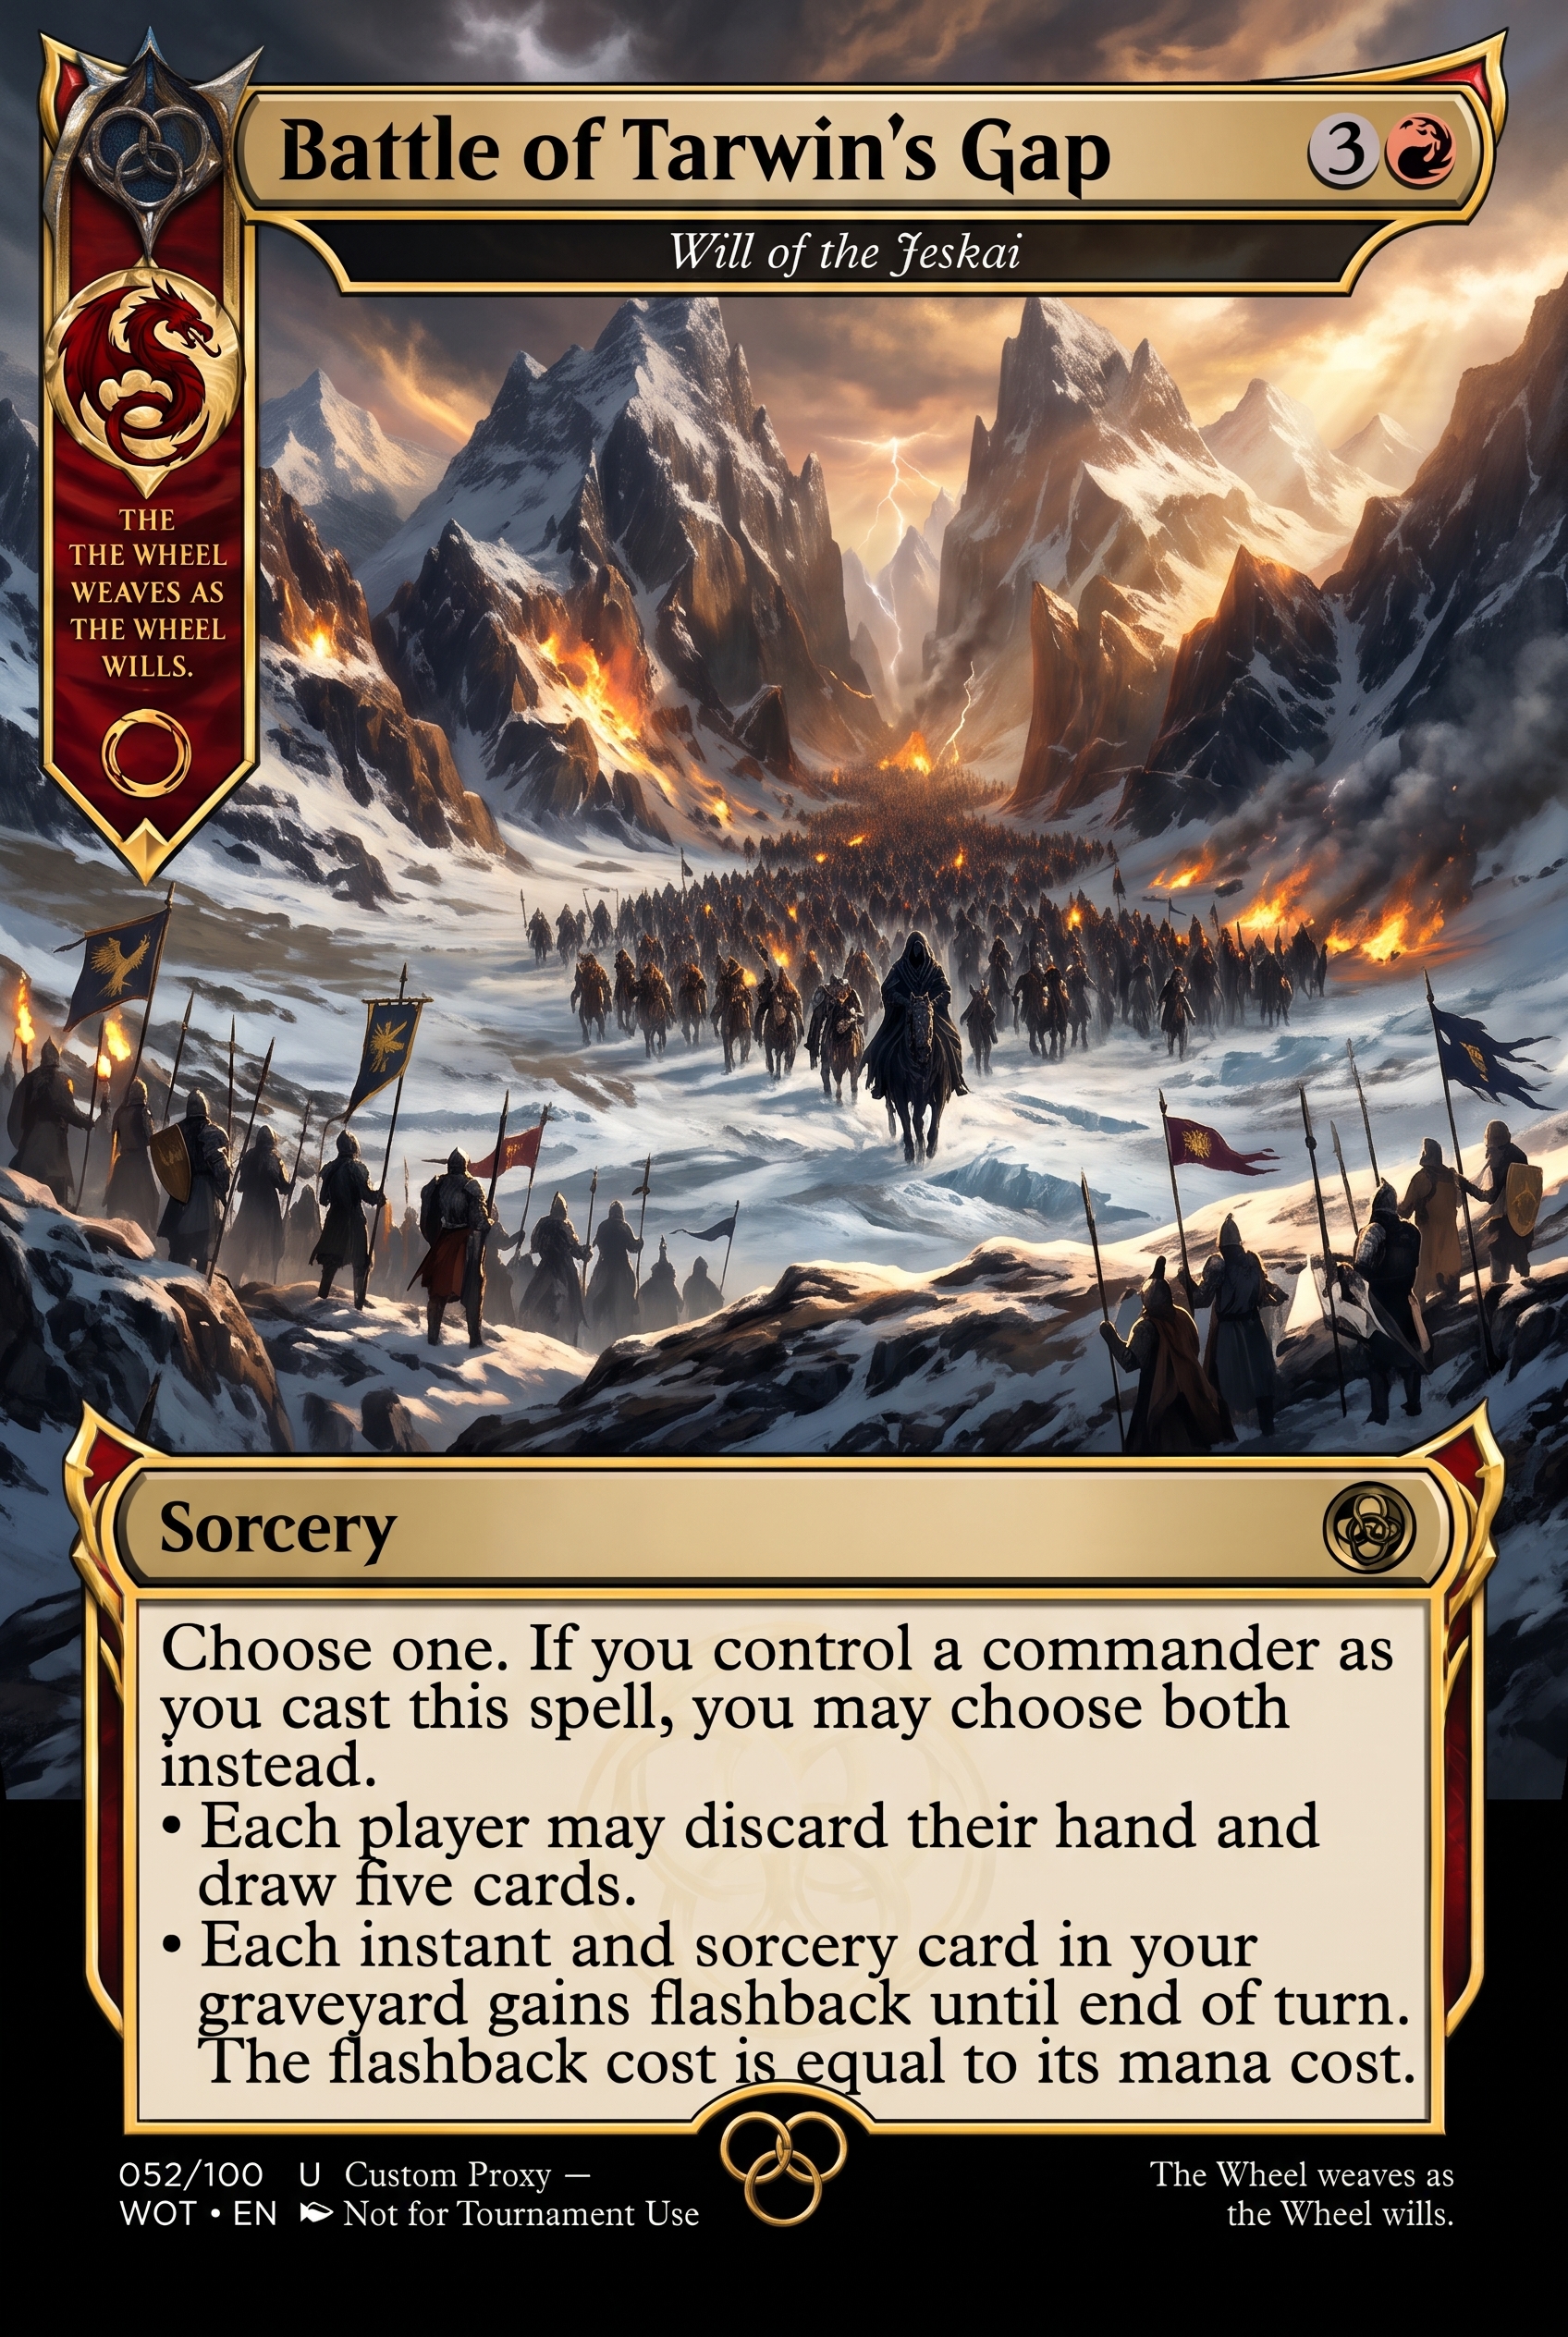 Battle of Tarwin's Gap 3
Will of the Jeskai
THE
THE WHEEL
WEAVES AS
THE WHEEL
WILLS.
Sorcery
Choose one. If you control a commander as
you cast this spell, you may choose both
instead.
• Each player may discard their hand and
draw five cards.
• Each instant and sorcery card in your
graveyard gains flashback until end of turn.
The flashback cost is equal to its mana cost.
052/100 U Custom Proxy —
WOT • EN Not for Tournament Use
The Wheel weaves as
the Wheel wills.